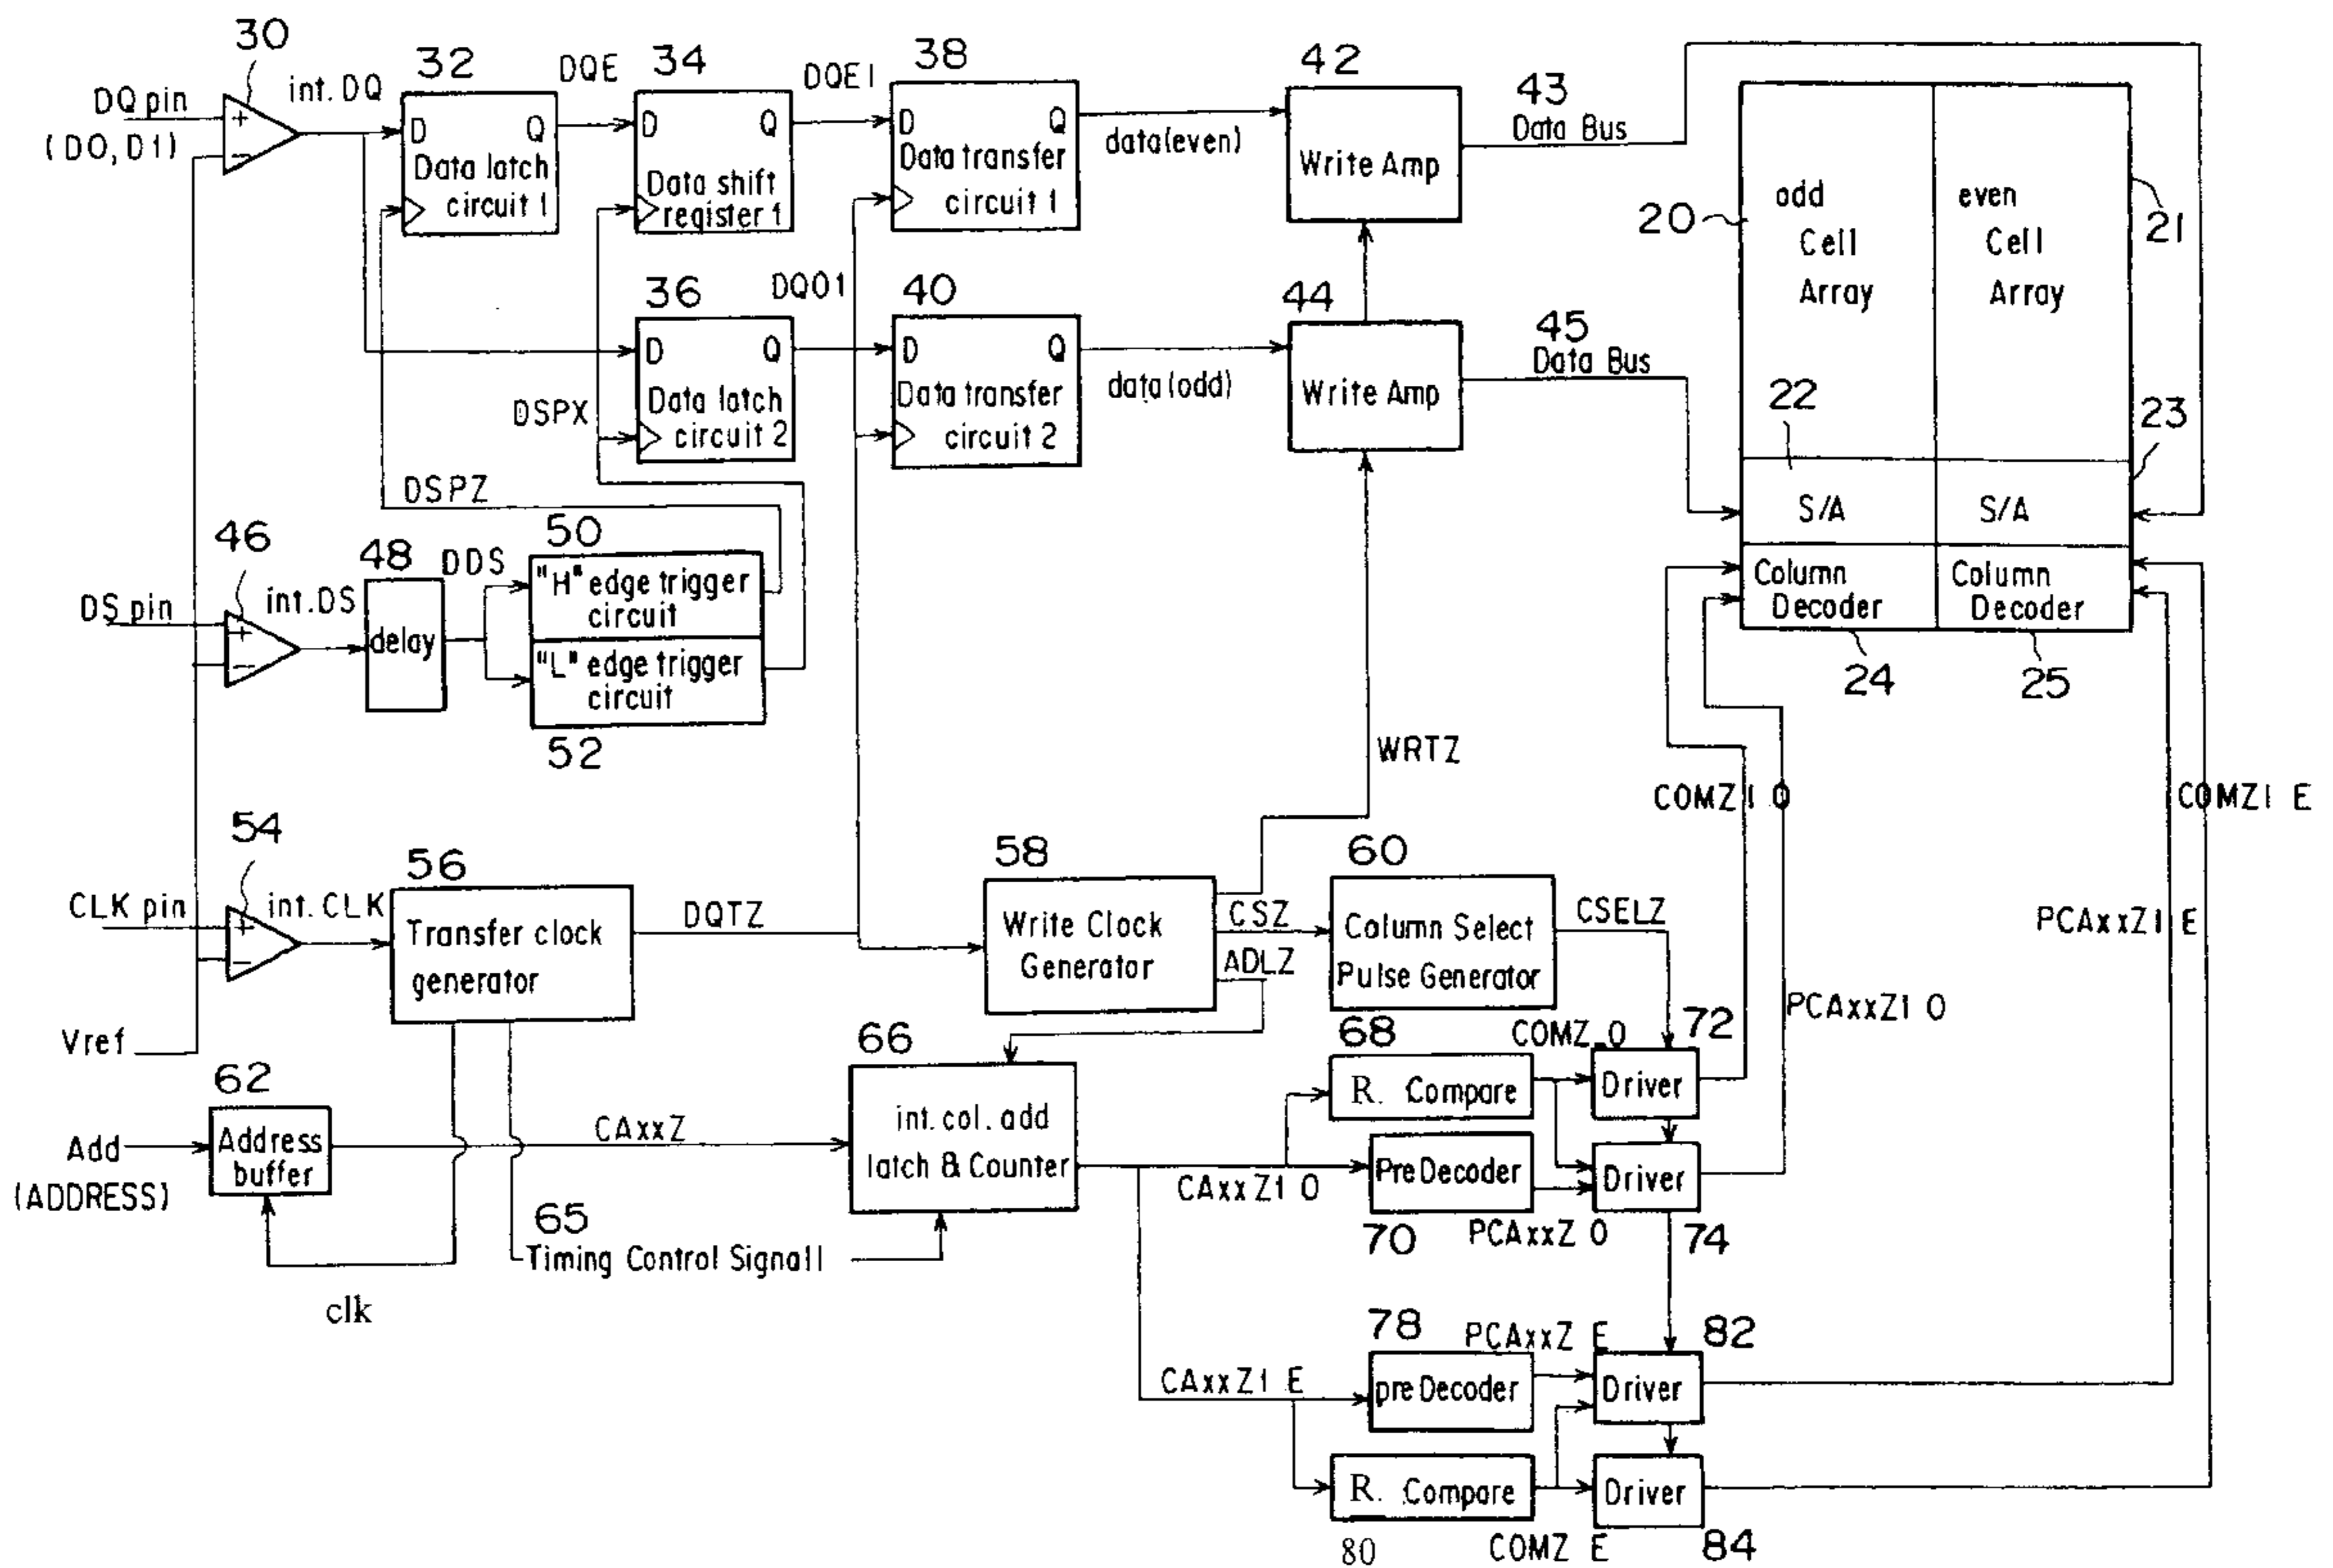 30
32
DQE
34
DQE1
38
42
43
Data Bus
int. DQ
DQ pin
(D0, D1)
+
−
D
Q
Data latch
circuit 1
D
Q
Data shift
register 1
D
Q
Data transfer
circuit 1
data(even)
Write Amp
20
odd
Cell
Array
even
Cell
Array
21
36
DQ01
40
44
45
Data Bus
D
Q
Data latch
circuit 2
D
Q
Data transfer
circuit 2
data(odd)
Write Amp
DSPX
22
23
DSPZ
S/A
S/A
46
48
DDS
50
"H" edge trigger
circuit
Column
Decoder
Column
Decoder
DS pin
int.DS
+
−
delay
"L" edge trigger
circuit
52
24
25
WRTZ
COMZ1 0
COMZ1 E
54
56
58
60
CLK pin
int. CLK
+
−
Transfer clock
generator
DQTZ
Write Clock
Generator
CSZ
ADLZ
Column Select
Pulse Generator
CSELZ
PCAxxZ1 E
PCAxxZ1 0
Vref
62
66
68
COMZ 0
72
Add
(ADDRESS)
Address
buffer
CAxxZ
int. col. add
latch & Counter
R. Compare
Driver
PreDecoder
Driver
CAxxZ1 0
70
PCAxxZ 0
74
65
Timing Control Signal1
clk
78
PCAxxZ E
82
CAxxZ1 E
preDecoder
Driver
R. Compare
Driver
80
COMZ E
84